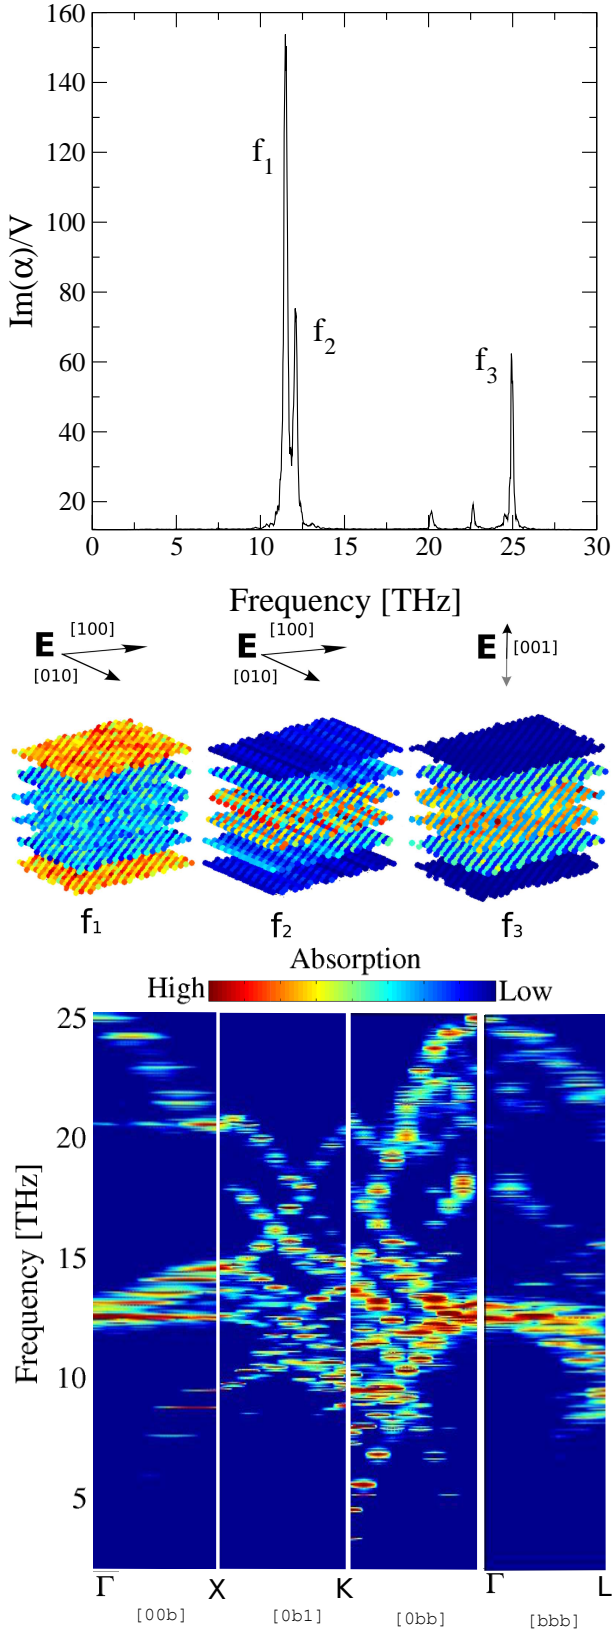 160
140
f1
120
100
Im(α)/V
80
f2
f3
60
40
20
0 5 10 15 20 25 30
Frequency [THz]
E [100] [010]
E [100] [010]
E [001]
f1 f2 f3
Absorption
High Low
25
20
Frequency [THz]
15
10
5
Γ X K Γ L
[00b] [0b1] [0bb] [bbb]